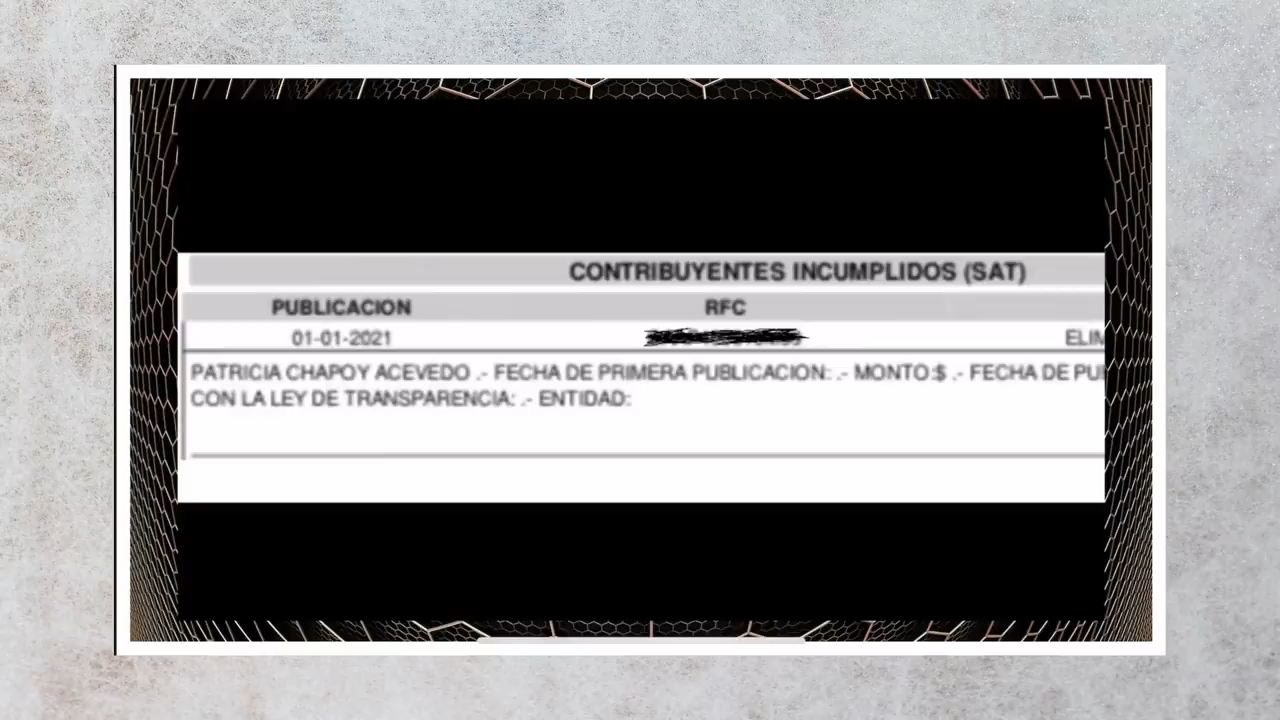 CONTRIBUYENTES INCUMPLIDOS (SAT)
PUBLICACION RFC
01-01-2021
PATRICIA CHAPOY ACEVEDO .- FECHA DE PRIMERA PUBLICACION: .- MONTO:$ .- FECHA DE
CON LA LEY DE TRANSPARENCIA: .- ENTIDAD: